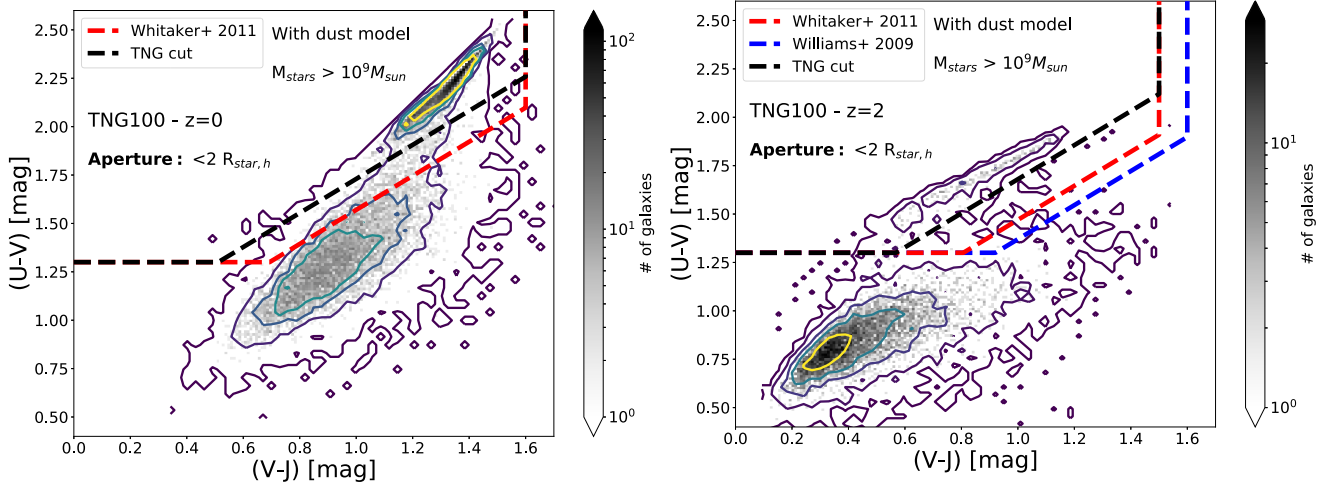 2.50
2.25
2.00
1.75
1.50
1.25
1.00
0.75
0.50
(U-V) [mag]
Whitaker+ 2011
TNG cut
With dust model
M_stars > 10^9 M_sun
TNG100 - z=0
Aperture : <2 R_star,h
0.0 0.2 0.4 0.6 0.8 1.0 1.2 1.4 1.6
(V-J) [mag]
10^2
10^1
10^0
# of galaxies
2.50
2.25
2.00
1.75
1.50
1.25
1.00
0.75
0.50
(U-V) [mag]
Whitaker+ 2011
Williams+ 2009
TNG cut
With dust model
M_stars > 10^9 M_sun
TNG100 - z=2
Aperture : <2 R_star,h
0.0 0.2 0.4 0.6 0.8 1.0 1.2 1.4 1.6
(V-J) [mag]
10^1
10^0
# of galaxies